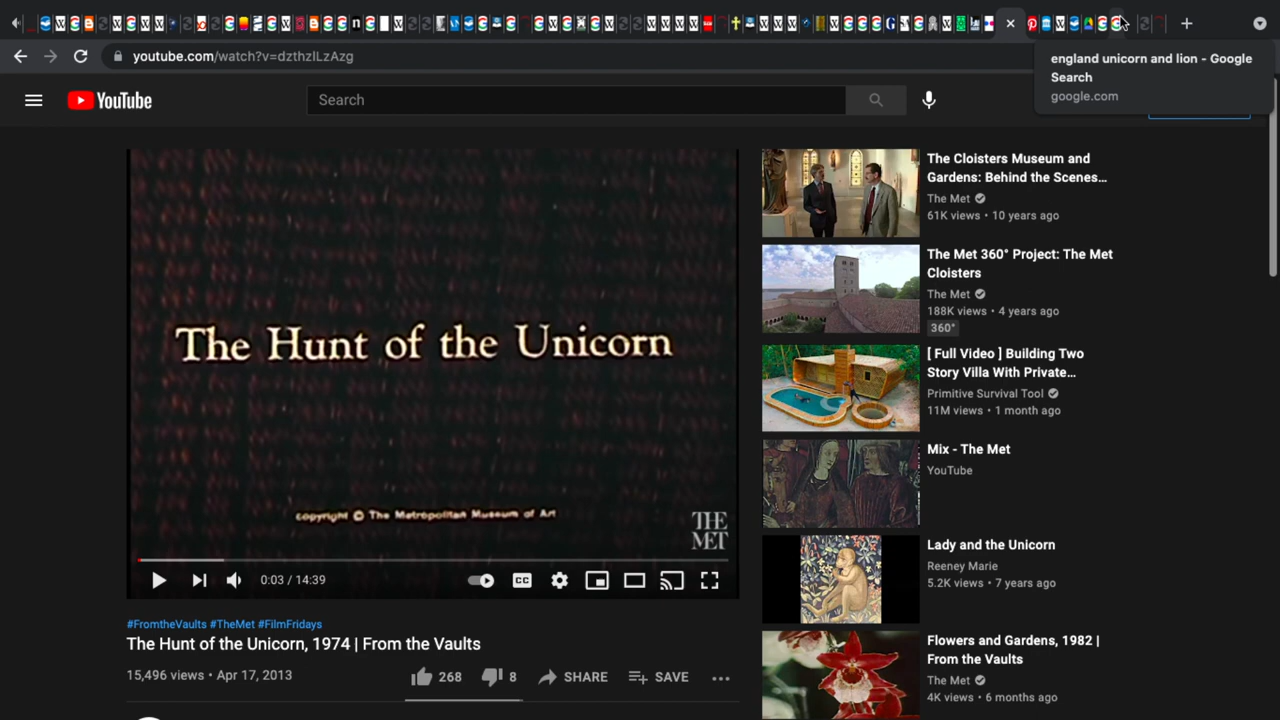 youtube.com/watch?v=dzthzlLzAzg
england unicorn and lion - Google
Search
google.com
YouTube
Search
The Hunt of the Unicorn
copyright © The Metropolitan Museum of Art
THE
MET
0:03 / 14:39
CC
#FromtheVaults #TheMet #FilmFridays
The Hunt of the Unicorn, 1974 | From the Vaults
15,496 views • Apr 17, 2013
268
8
SHARE
SAVE
The Cloisters Museum and
Gardens: Behind the Scenes...
The Met
61K views • 10 years ago
The Met 360° Project: The Met
Cloisters
The Met
188K views • 4 years ago
360°
[ Full Video ] Building Two
Story Villa With Private...
Primitive Survival Tool
11M views • 1 month ago
Mix - The Met
YouTube
Lady and the Unicorn
Reeney Marie
5.2K views • 7 years ago
Flowers and Gardens, 1982 |
From the Vaults
The Met
4K views • 6 months ago